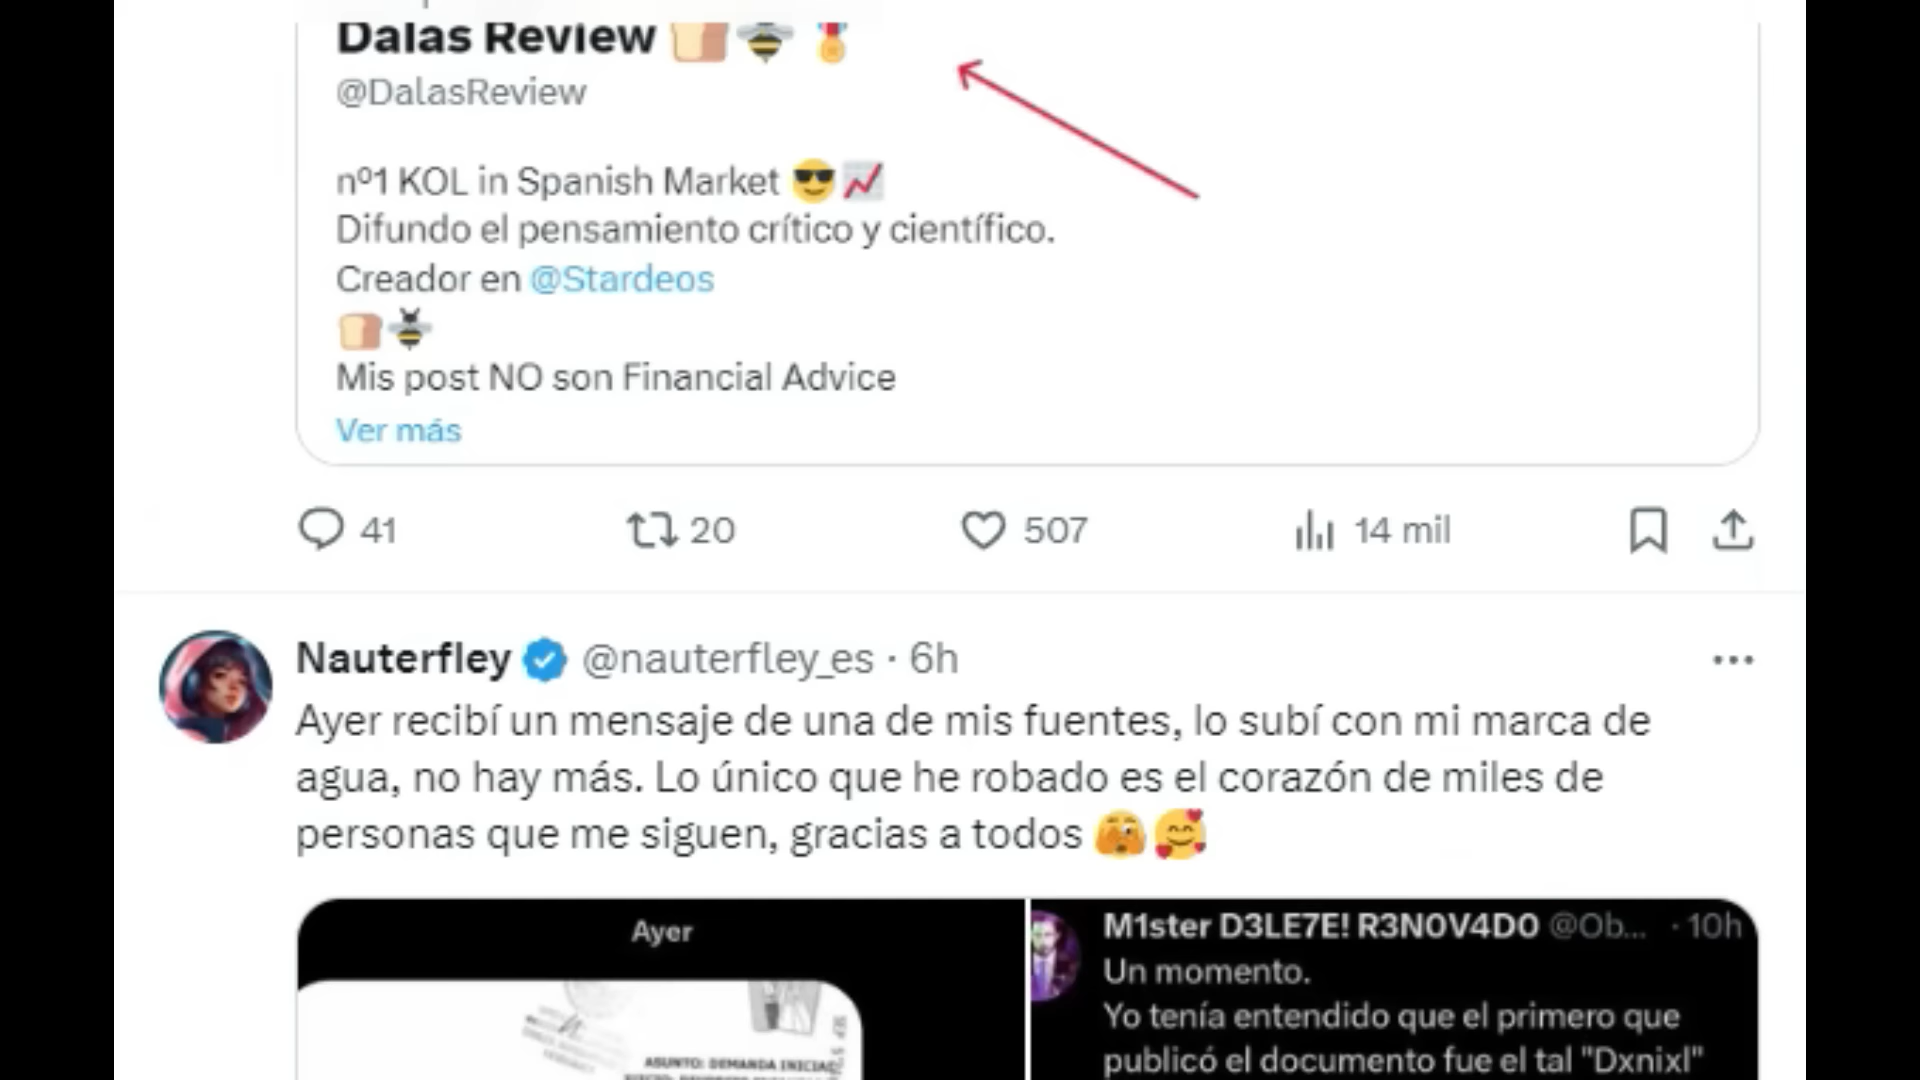 Dalas Review 🍞🐝🏅
@DalasReview
nº1 KOL in Spanish Market 😎📈
Difundo el pensamiento crítico y científico.
Creador en @Stardeos
🍞🐝
Mis post NO son Financial Advice
Ver más
41 20 507 14 mil
Nauterfley @nauterfley_es · 6h
Ayer recibí un mensaje de una de mis fuentes, lo subí con mi marca de
agua, no hay más. Lo único que he robado es el corazón de miles de
personas que me siguen, gracias a todos 🫣🥰
Ayer
ASUNTO: DEMANDA INICIAL
M1ster D3LE7E! R3N0V4D0 @Ob... · 10h
Un momento.
Yo tenía entendido que el primero que
publicó el documento fue el tal "Dxnixl"